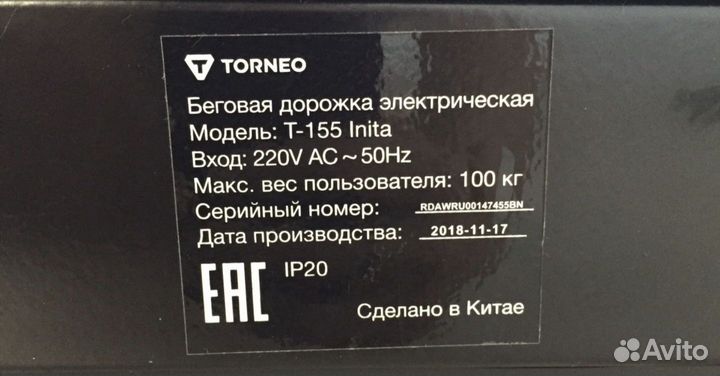 TORNEO
Беговая дорожка электрическая
Модель: T-155 Inita
Вход: 220V AC ~ 50Hz
Макс. вес пользователя: 100 кг
Серийный номер: RDAWRU00147455BN
Дата производства: 2018-11-17
EAC IP20
Сделано в Китае
Avito